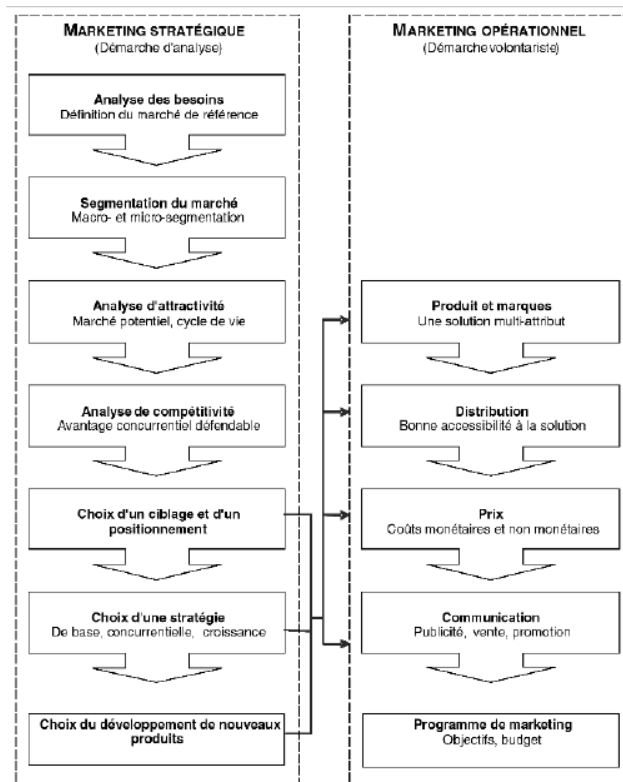 MARKETING STRATÉGIQUE
(Démarche d'analyse)
Analyse des besoins
Définition du marché de référence
Segmentation du marché
Macro- et micro-segmentation
Analyse d'attractivité
Marché potentiel, cycle de vie
Analyse de compétitivité
Avantage concurrentiel défendable
Choix d'un ciblage et d'un
positionnement
Choix d'une stratégie
De base, concurrentielle, croissance
Choix du développement de nouveaux
produits
MARKETING OPÉRATIONNEL
(Démarche volontariste)
Produit et marques
Une solution multi-attribut
Distribution
Bonne accessibilité à la solution
Prix
Coûts monétaires et non monétaires
Communication
Publicité, vente, promotion
Programme de marketing
Objectifs, budget